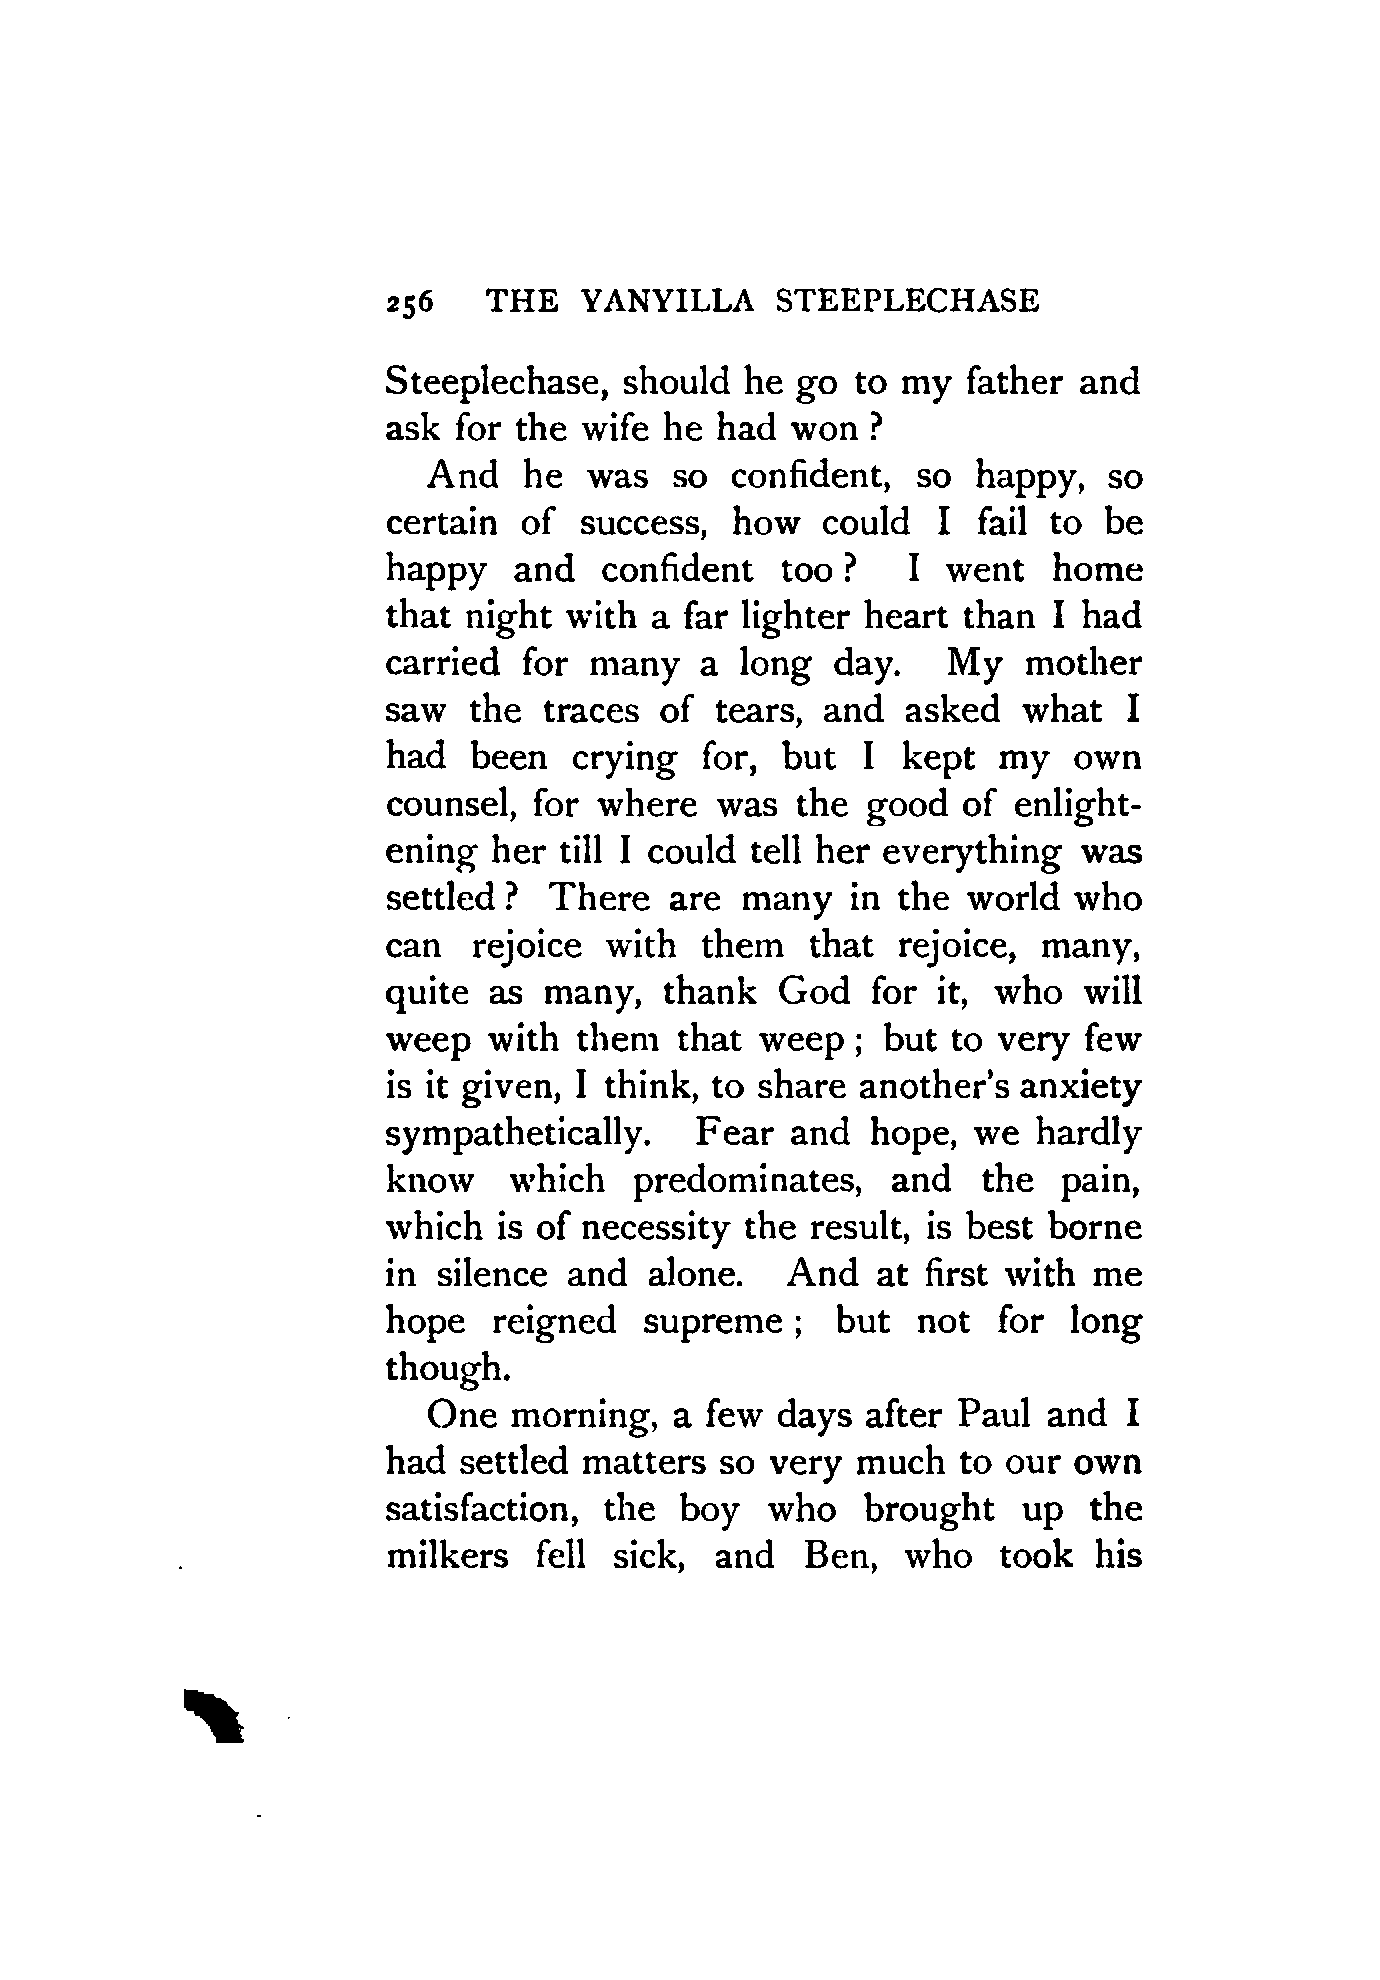 256 THE YANYILLA STEEPLECHASE
Steeplechase, should he go to my father and
ask for the wife he had won ?
And he was so confident, so happy, so
certain of success, how could I fail to be
happy and confident too ? I went home
that night with a far lighter heart than I had
carried for many a long day. My mother
saw the traces of tears, and asked what I
had been crying for, but I kept my own
counsel, for where was the good of enlight-
ening her till I could tell her everything was
settled ? There are many in the world who
can rejoice with them that rejoice, many,
quite as many, thank God for it, who will
weep with them that weep ; but to very few
is it given, I think, to share another's anxiety
sympathetically. Fear and hope, we hardly
know which predominates, and the pain,
which is of necessity the result, is best borne
in silence and alone. And at first with me
hope reigned supreme ; but not for long
though.
One morning, a few days after Paul and I
had settled matters so very much to our own
satisfaction, the boy who brought up the
milkers fell sick, and Ben, who took his